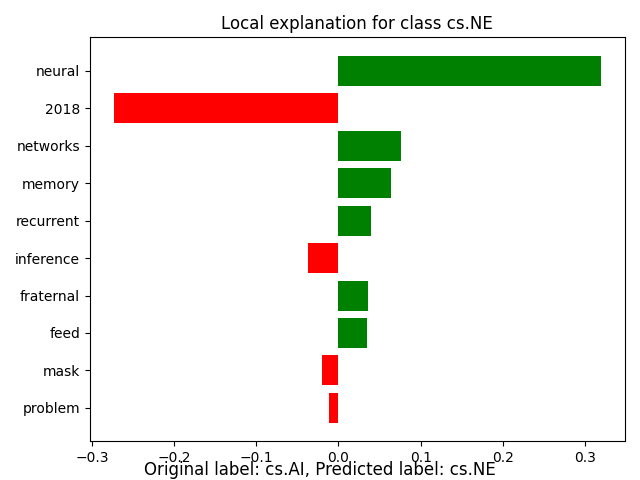 Local explanation for class cs.NE
neural
2018
networks
memory
recurrent
inference
fraternal
feed
mask
problem
−0.3 −0.2 −0.1 0.0 0.1 0.2 0.3
Original label: cs.AI, Predicted label: cs.NE